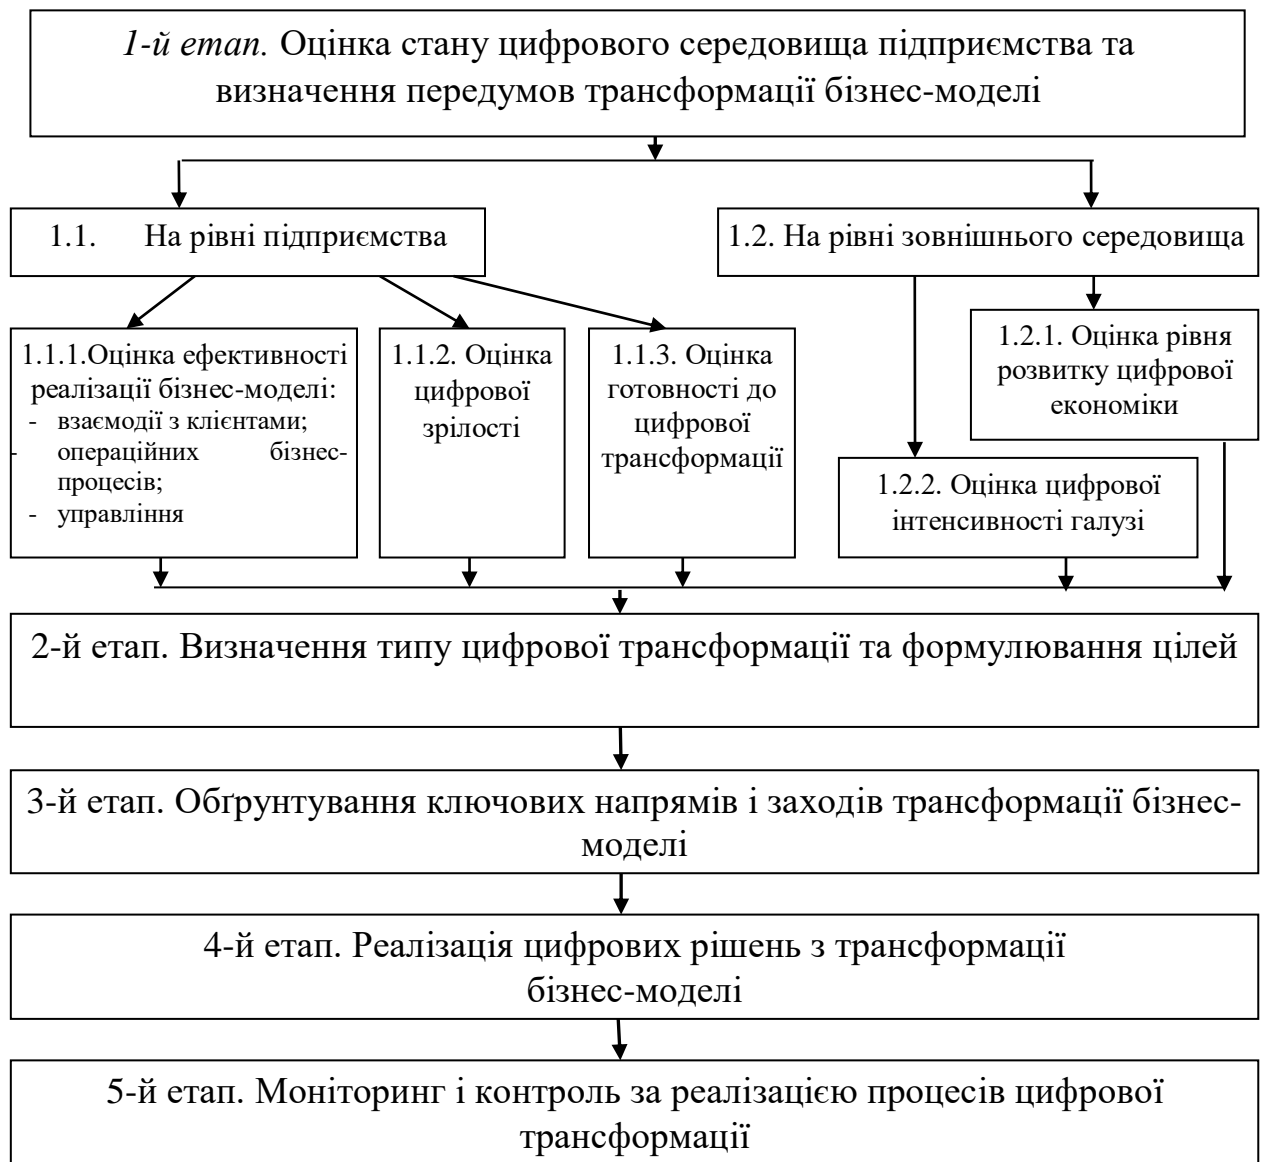 1-й етап. Оцінка стану цифрового середовища підприємства та
визначення передумов трансформації бізнес-моделі
1.1. На рівні підприємства
1.2. На рівні зовнішнього середовища
1.1.1.Оцінка ефективності
реалізації бізнес-моделі:
- взаємодії з клієнтами;
- операційних бізнес-
процесів;
- управління
1.1.2. Оцінка
цифрової
зрілості
1.1.3. Оцінка
готовності до
цифрової
трансформації
1.2.1. Оцінка рівня
розвитку цифрової
економіки
1.2.2. Оцінка цифрової
інтенсивності галузі
2-й етап. Визначення типу цифрової трансформації та формулювання цілей
3-й етап. Обґрунтування ключових напрямів і заходів трансформації бізнес-
моделі
4-й етап. Реалізація цифрових рішень з трансформації
бізнес-моделі
5-й етап. Моніторинг і контроль за реалізацією процесів цифрової
трансформації